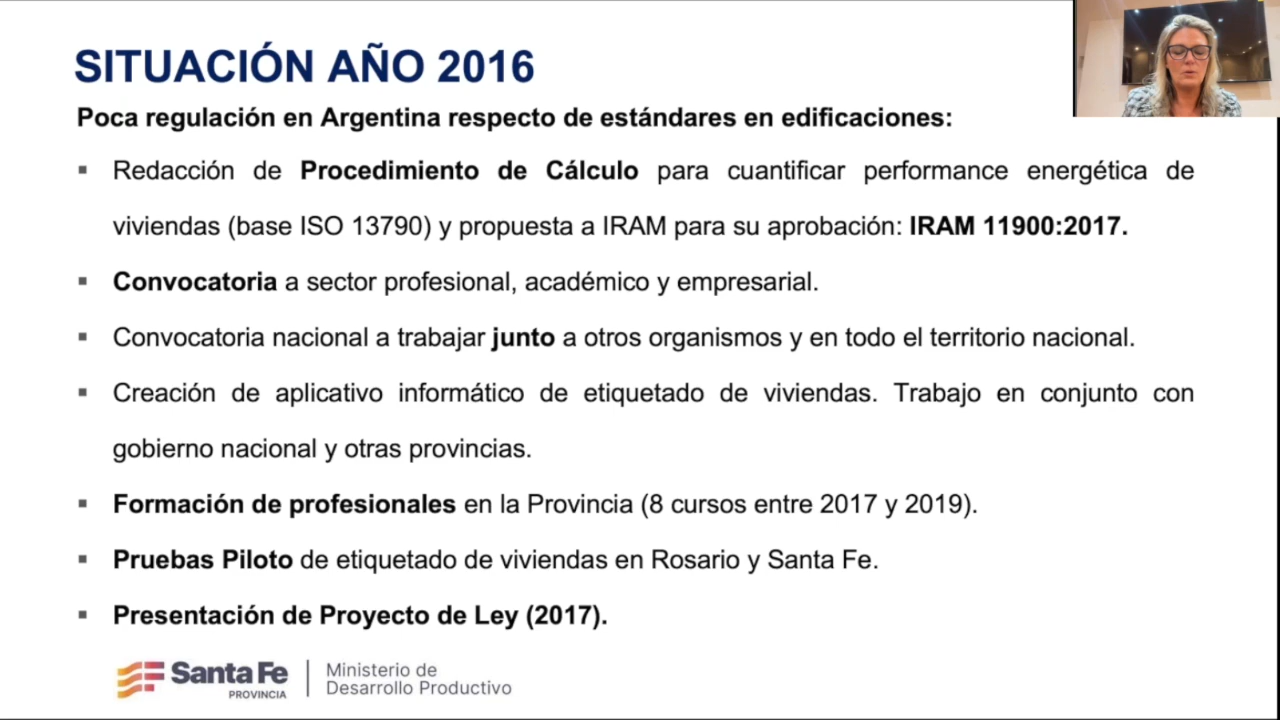 SITUACIÓN AÑO 2016
Poca regulación en Argentina respecto de estándares en edificaciones:
▪ Redacción de Procedimiento de Cálculo para cuantificar performance energética de
viviendas (base ISO 13790) y propuesta a IRAM para su aprobación: IRAM 11900:2017.
▪ Convocatoria a sector profesional, académico y empresarial.
▪ Convocatoria nacional a trabajar junto a otros organismos y en todo el territorio nacional.
▪ Creación de aplicativo informático de etiquetado de viviendas. Trabajo en conjunto con
gobierno nacional y otras provincias.
▪ Formación de profesionales en la Provincia (8 cursos entre 2017 y 2019).
▪ Pruebas Piloto de etiquetado de viviendas en Rosario y Santa Fe.
▪ Presentación de Proyecto de Ley (2017).
Santa Fe
PROVINCIA
Ministerio de
Desarrollo Productivo